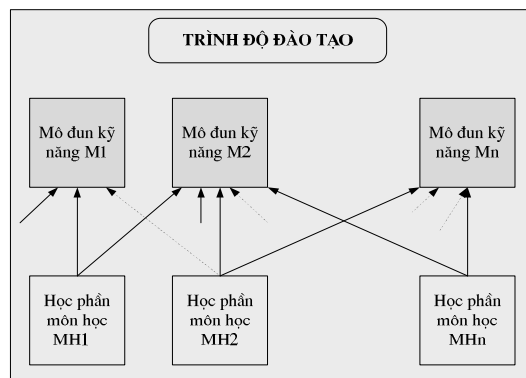 TRÌNH ĐỘ ĐÀO TẠO
Mô đun kỹ
năng M1
Mô đun kỹ
năng M2
Mô đun kỹ
năng Mn
Học phần
môn học
MH1
Học phần
môn học
MH2
Học phần
môn học
MHn